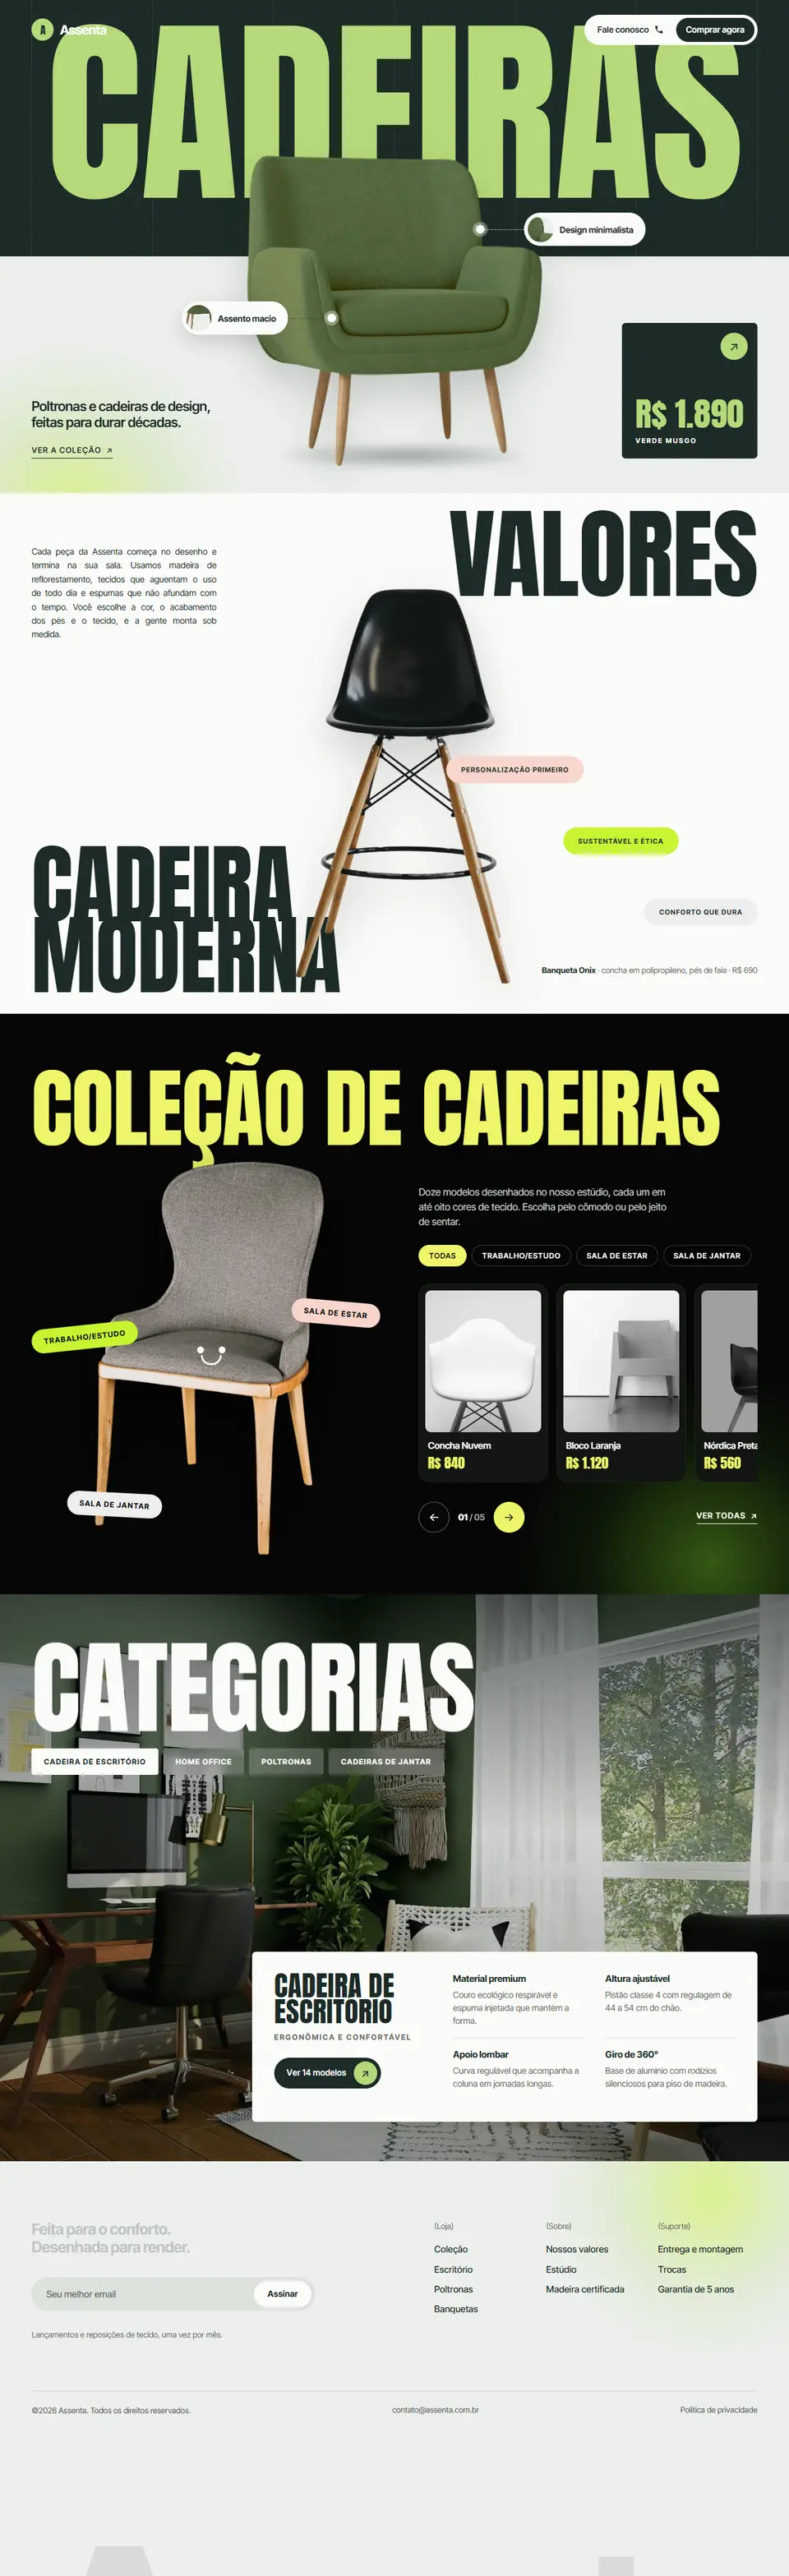 Assenta
Fale conosco
Comprar agora
CADEIRAS
Design minimalista
Assento macio
Poltronas e cadeiras de design,
feitas para durar décadas.
VER A COLEÇÃO
R$ 1.890
VERDE MUSGO
VALORES
Cada peça da Assenta começa no desenho e
termina na sua sala. Usamos madeira de
reflorestamento, tecidos que aguentam o uso
de todo dia e espumas que não afundam com
o tempo. Você escolhe a cor, o acabamento
dos pés e o tecido, e a gente monta sob
medida.
PERSONALIZAÇÃO PRIMEIRO
SUSTENTÁVEL E ÉTICA
CONFORTO QUE DURA
CADEIRA
MODERNA
Banqueta Onix · concha em polipropileno, pés de faia · R$ 690
COLEÇÃO DE CADEIRAS
Doze modelos desenhados no nosso estúdio, cada um em
até oito cores de tecido. Escolha pelo cômodo ou pelo jeito
de sentar.
TODAS
TRABALHO/ESTUDO
SALA DE ESTAR
SALA DE JANTAR
SALA DE ESTAR
TRABALHO/ESTUDO
SALA DE JANTAR
Concha Nuvem
R$ 840
Bloco Laranja
R$ 1.120
Nórdica Preta
R$ 560
01 / 05
VER TODAS
CATEGORIAS
CADEIRA DE ESCRITÓRIO
HOME OFFICE
POLTRONAS
CADEIRAS DE JANTAR
CADEIRA DE
ESCRITÓRIO
ERGONÔMICA E CONFORTÁVEL
Ver 14 modelos
Material premium
Couro ecológico respirável e
espuma injetada que mantém a
forma.
Altura ajustável
Pistão classe 4 com regulagem de
44 a 54 cm do chão.
Apoio lombar
Curva regulável que acompanha a
coluna em jornadas longas.
Giro de 360°
Base de alumínio com rodízios
silenciosos para piso de madeira.
Feita para o conforto.
Desenhada para render.
Seu melhor email
Assinar
Lançamentos e reposições de tecido, uma vez por mês.
(Loja)
Coleção
Escritório
Poltronas
Banquetas
(Sobre)
Nossos valores
Estúdio
Madeira certificada
(Suporte)
Entrega e montagem
Trocas
Garantia de 5 anos
©2026 Assenta. Todos os direitos reservados.
contato@assenta.com.br
Política de privacidade